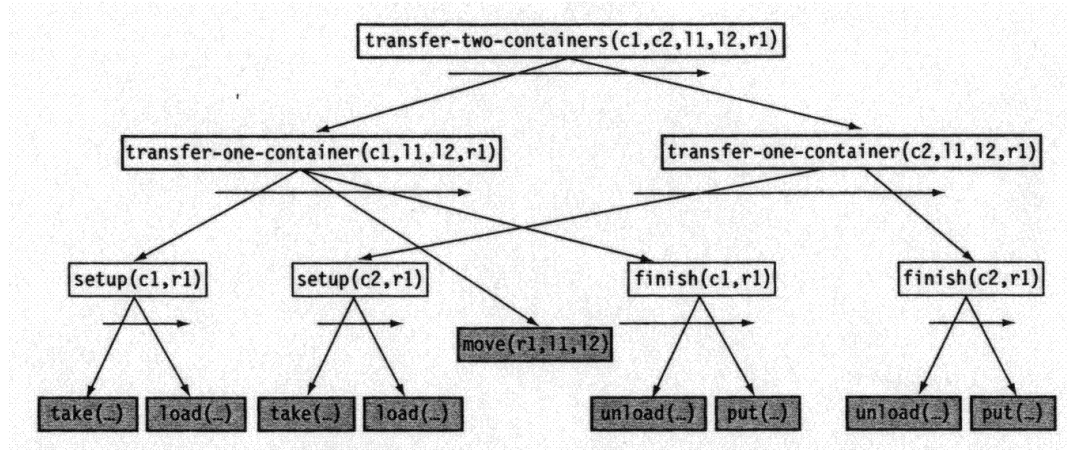 transfer-two-containers(c1,c2,l1,l2,r1)
transfer-one-container(c1,l1,l2,r1)
transfer-one-container(c2,l1,l2,r1)
setup(c1,r1)
setup(c2,r1)
finish(c1,r1)
finish(c2,r1)
move(r1,l1,l2)
take(…)
load(…)
take(…)
load(…)
unload(…)
put(…)
unload(…)
put(…)